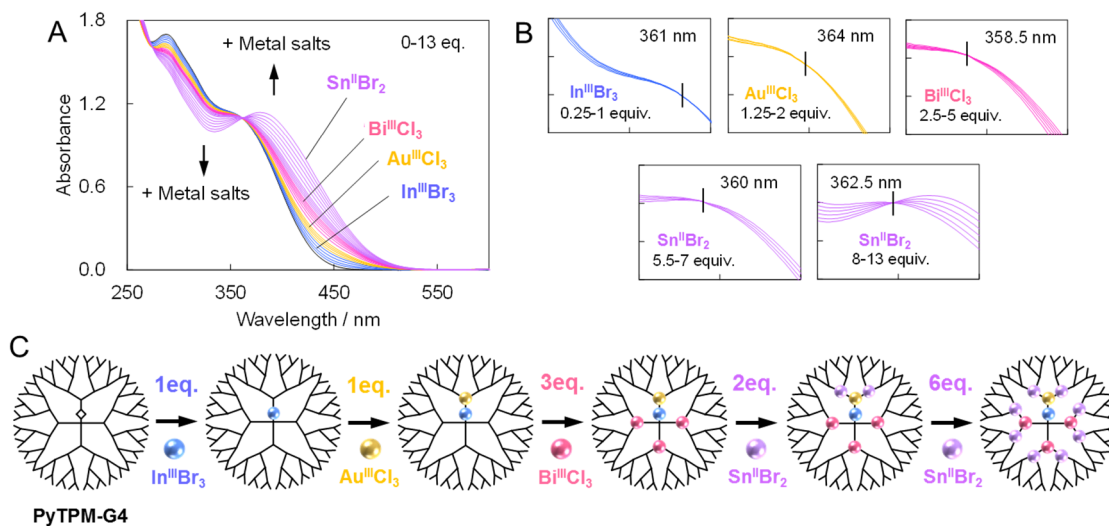 A
1.8
1.2
0.6
0.0
Absorbance
250
350
450
550
Wavelength / nm
+ Metal salts
0-13 eq.
SnᴵᴵBr₂
BiᴵᴵᴵCl₃
AuᴵᴵᴵCl₃
InᴵᴵᴵBr₃
+ Metal salts
B
361 nm
InᴵᴵᴵBr₃
0.25-1 equiv.
364 nm
AuᴵᴵᴵCl₃
1.25-2 equiv.
358.5 nm
BiᴵᴵᴵCl₃
2.5-5 equiv.
360 nm
SnᴵᴵBr₂
5.5-7 equiv.
362.5 nm
SnᴵᴵBr₂
8-13 equiv.
C
PyTPM-G4
1eq.
InᴵᴵᴵBr₃
1eq.
AuᴵᴵᴵCl₃
3eq.
BiᴵᴵᴵCl₃
2eq.
SnᴵᴵBr₂
6eq.
SnᴵᴵBr₂